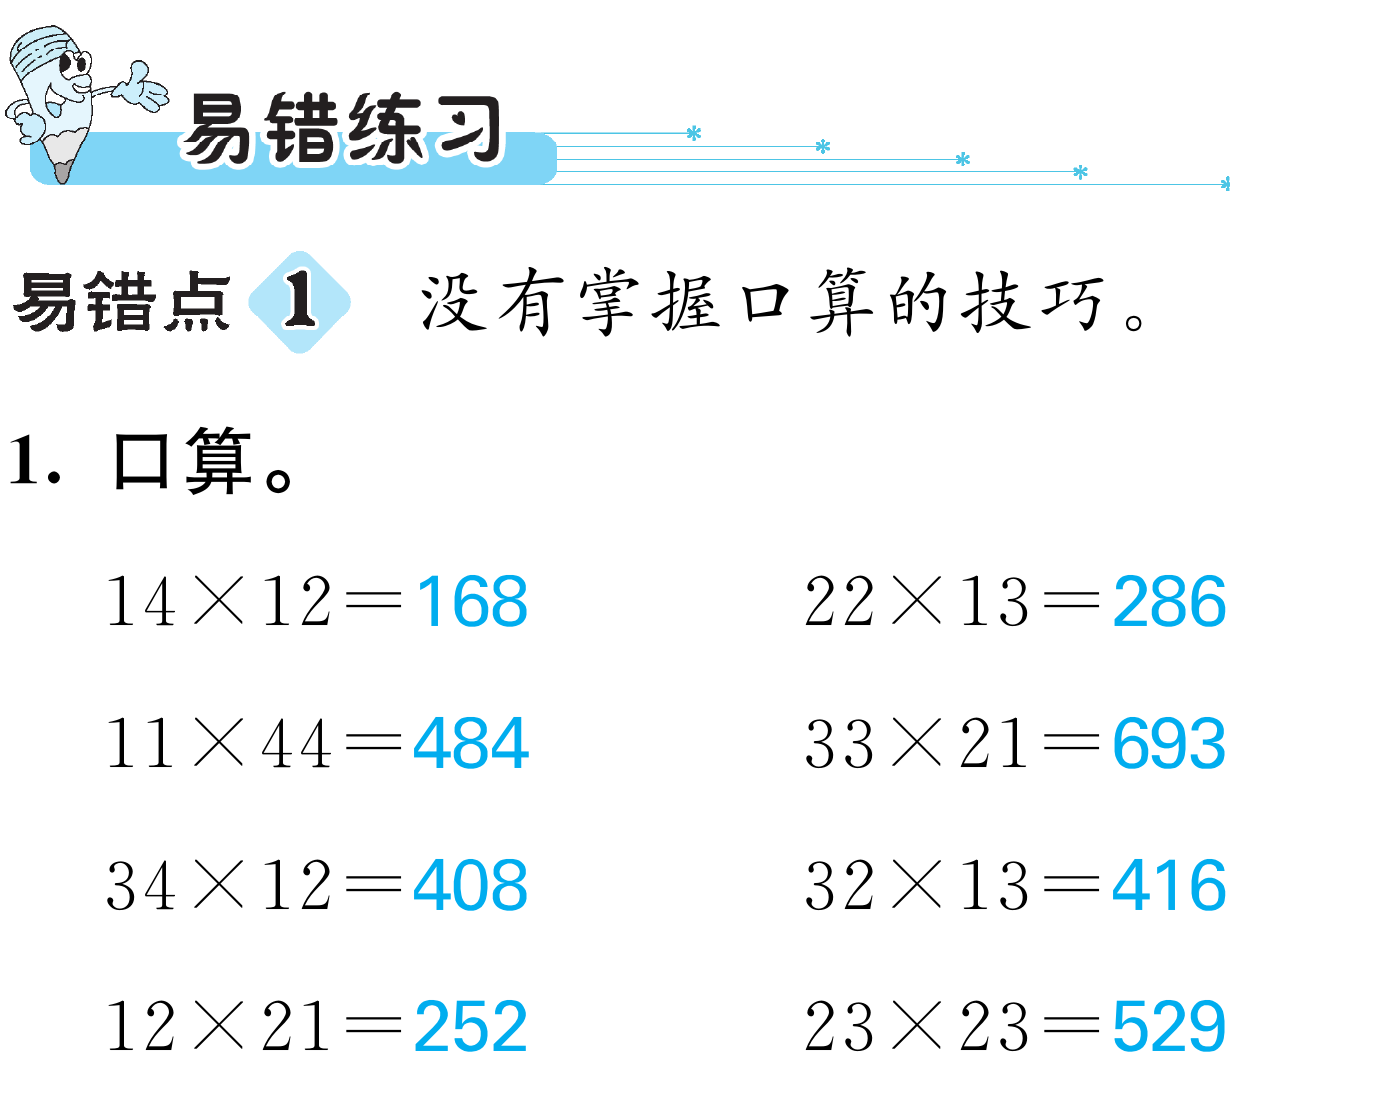 易错练习
易错点 1 没有掌握口算的技巧。
1. 口算。
14×12=168 22×13=286
11×44=484 33×21=693
34×12=408 32×13=416
12×21=252 23×23=529